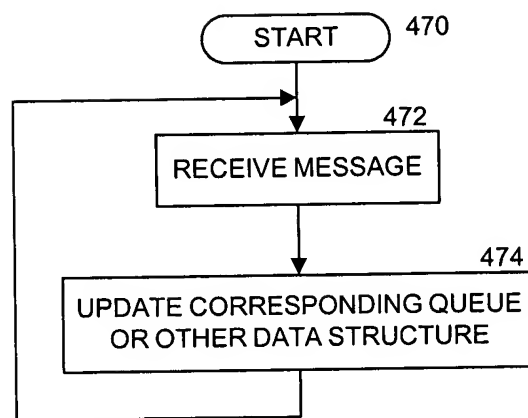 START
470
472
RECEIVE MESSAGE
474
UPDATE CORRESPONDING QUEUE
OR OTHER DATA STRUCTURE